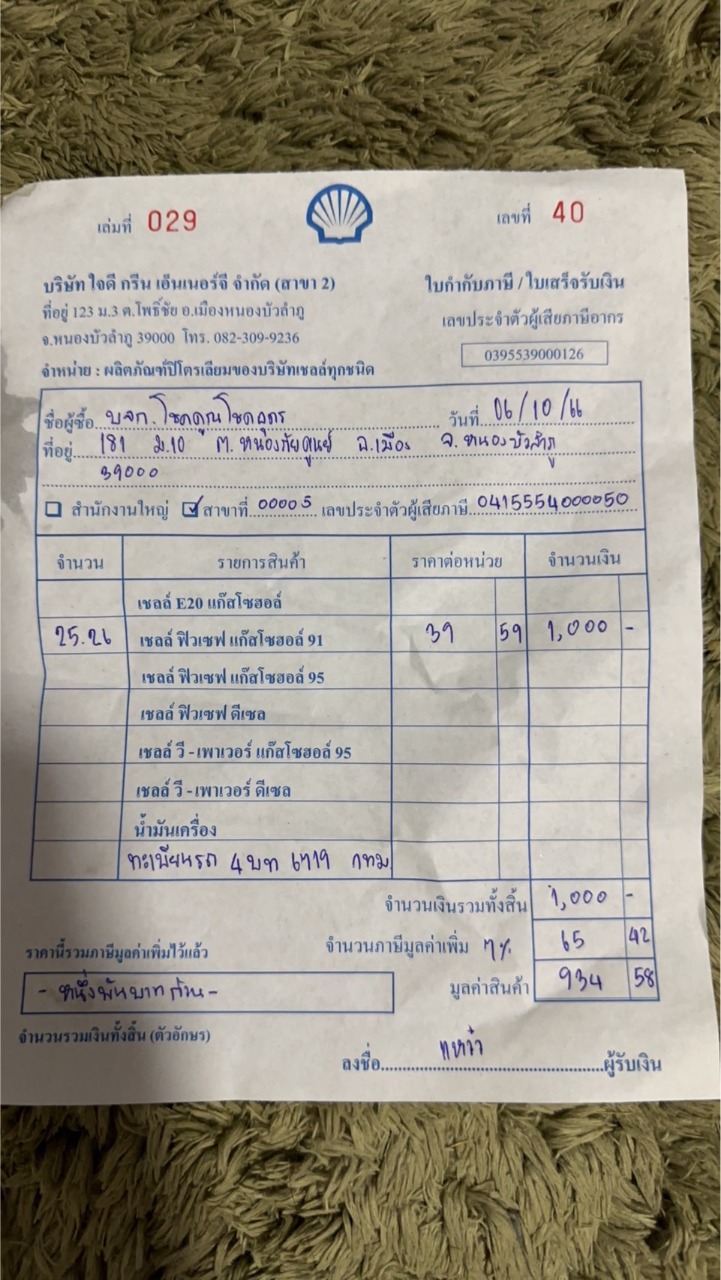 เล่มที่ 029
เลขที่ 40
บริษัท ใจดี กรีน เอ็นเนอร์จี จำกัด (สาขา 2)
ที่อยู่ 123 ม.3 ต.โพธิ์ชัย อ.เมืองหนองบัวลำภู
จ.หนองบัวลำภู 39000 โทร. 082-309-9236
จำหน่าย : ผลิตภัณฑ์ปิโตรเลียมของบริษัทเชลล์ทุกชนิด
ใบกำกับภาษี / ใบเสร็จรับเงิน
เลขประจำตัวผู้เสียภาษีอากร
0395539000126
ชื่อผู้ซื้อ บจก. โชคคูณโชคอุดร วันที่ 06/10/66
ที่อยู่ 181 ม.10 ต.หนองภัยศูนย์ อ.เมือง จ.หนองบัวลำภู
39000
สำนักงานใหญ่ สาขาที่ 00005 เลขประจำตัวผู้เสียภาษี 0415554000050
จำนวน รายการสินค้า ราคาต่อหน่วย จำนวนเงิน
เชลล์ E20 แก๊สโซฮอล์
25.26 เชลล์ ฟิวเซฟ แก๊สโซฮอล์ 91 39 59 1,000 -
เชลล์ ฟิวเซฟ แก๊สโซฮอล์ 95
เชลล์ ฟิวเซฟ ดีเซล
เชลล์ วี - เพาเวอร์ แก๊สโซฮอล์ 95
เชลล์ วี - เพาเวอร์ ดีเซล
น้ำมันเครื่อง
ทะเบียนรถ 4 บท 6719 กทม
จำนวนเงินรวมทั้งสิ้น 1,000 -
ราคานี้รวมภาษีมูลค่าเพิ่มไว้แล้ว จำนวนภาษีมูลค่าเพิ่ม 7% 65 42
- หนึ่งพันบาทถ้วน - มูลค่าสินค้า 934 58
จำนวนรวมเงินทั้งสิ้น (ตัวอักษร)
ลงชื่อ ผู้รับเงิน